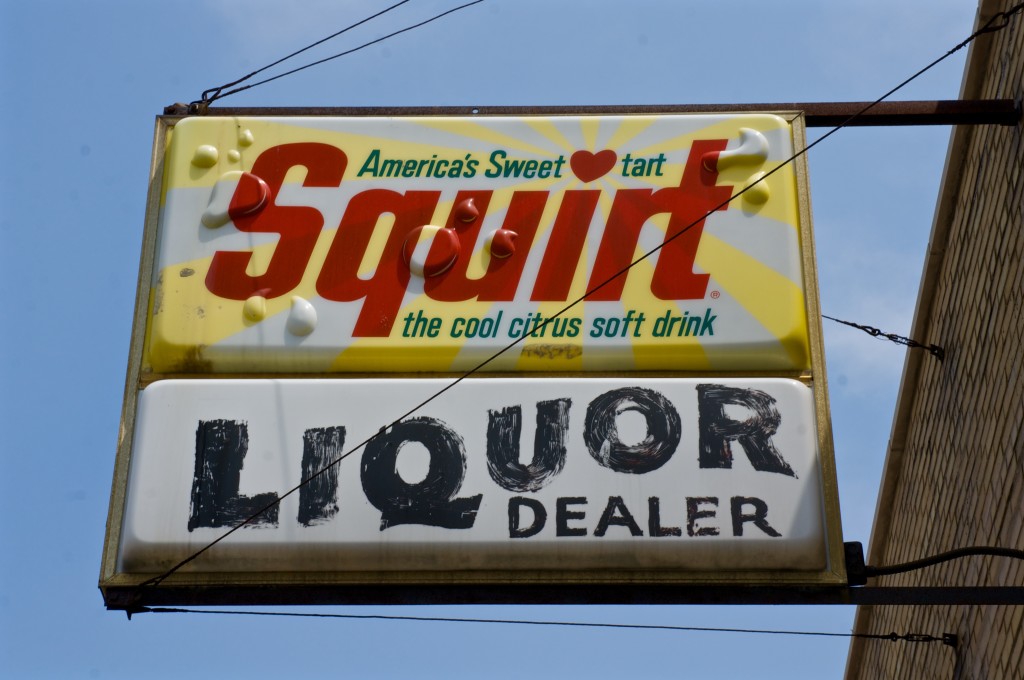 America's Sweet tart
Squirt®
the cool citrus soft drink
LIQUOR
DEALER